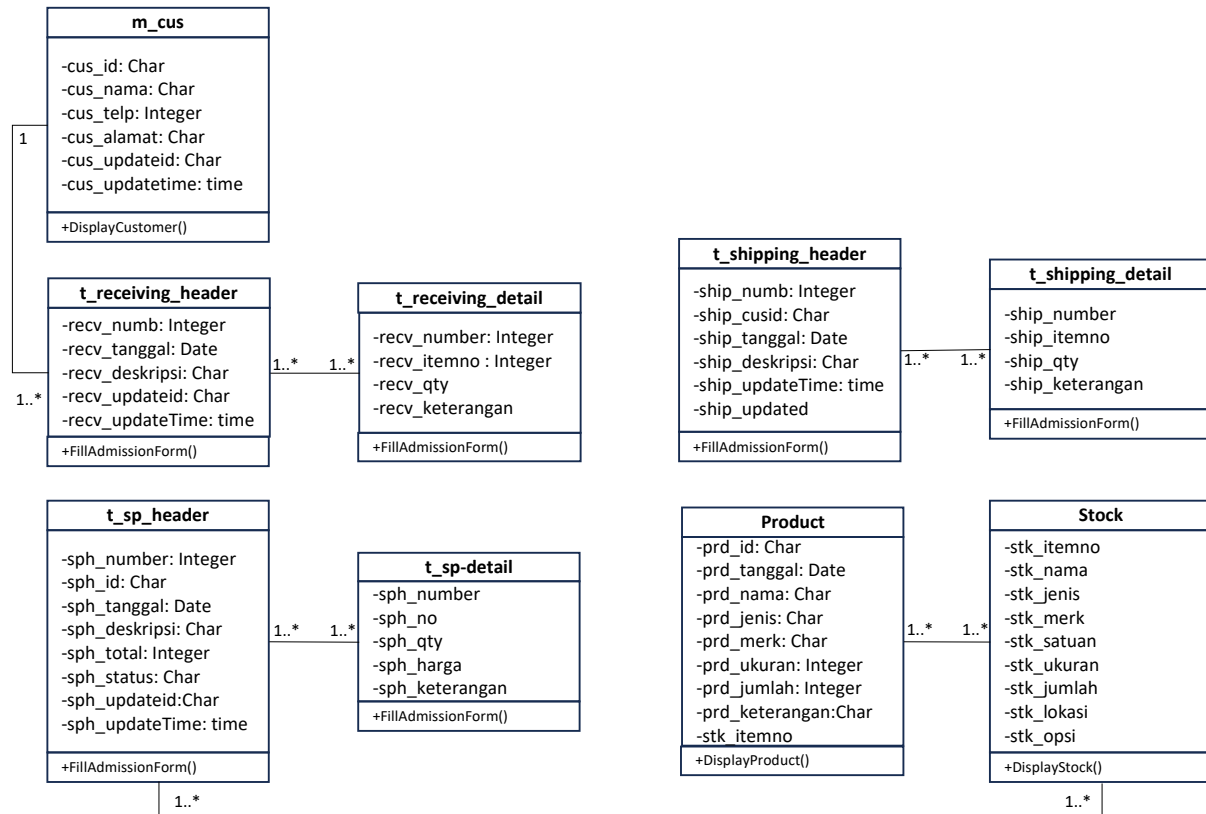 m_cus
-cus_id: Char
-cus_nama: Char
-cus_telp: Integer
-cus_alamat: Char
-cus_updateid: Char
-cus_updatetime: time
+DisplayCustomer()
1
1..*
t_receiving_header
-recv_numb: Integer
-recv_tanggal: Date
-recv_deskripsi: Char
-recv_updateid: Char
-recv_updateTime: time
+FillAdmissionForm()
1..*
1..*
t_receiving_detail
-recv_number: Integer
-recv_itemno : Integer
-recv_qty
-recv_keterangan
+FillAdmissionForm()
t_shipping_header
-ship_numb: Integer
-ship_cusid: Char
-ship_tanggal: Date
-ship_deskripsi: Char
-ship_updateTime: time
-ship_updated
+FillAdmissionForm()
1..*
1..*
t_shipping_detail
-ship_number
-ship_itemno
-ship_qty
-ship_keterangan
+FillAdmissionForm()
t_sp_header
-sph_number: Integer
-sph_id: Char
-sph_tanggal: Date
-sph_deskripsi: Char
-sph_total: Integer
-sph_status: Char
-sph_updateid:Char
-sph_updateTime: time
+FillAdmissionForm()
1..*
1..*
1..*
t_sp-detail
-sph_number
-sph_no
-sph_qty
-sph_harga
-sph_keterangan
+FillAdmissionForm()
Product
-prd_id: Char
-prd_tanggal: Date
-prd_nama: Char
-prd_jenis: Char
-prd_merk: Char
-prd_ukuran: Integer
-prd_jumlah: Integer
-prd_keterangan:Char
-stk_itemno
+DisplayProduct()
1..*
1..*
Stock
-stk_itemno
-stk_nama
-stk_jenis
-stk_merk
-stk_satuan
-stk_ukuran
-stk_jumlah
-stk_lokasi
-stk_opsi
+DisplayStock()
1..*